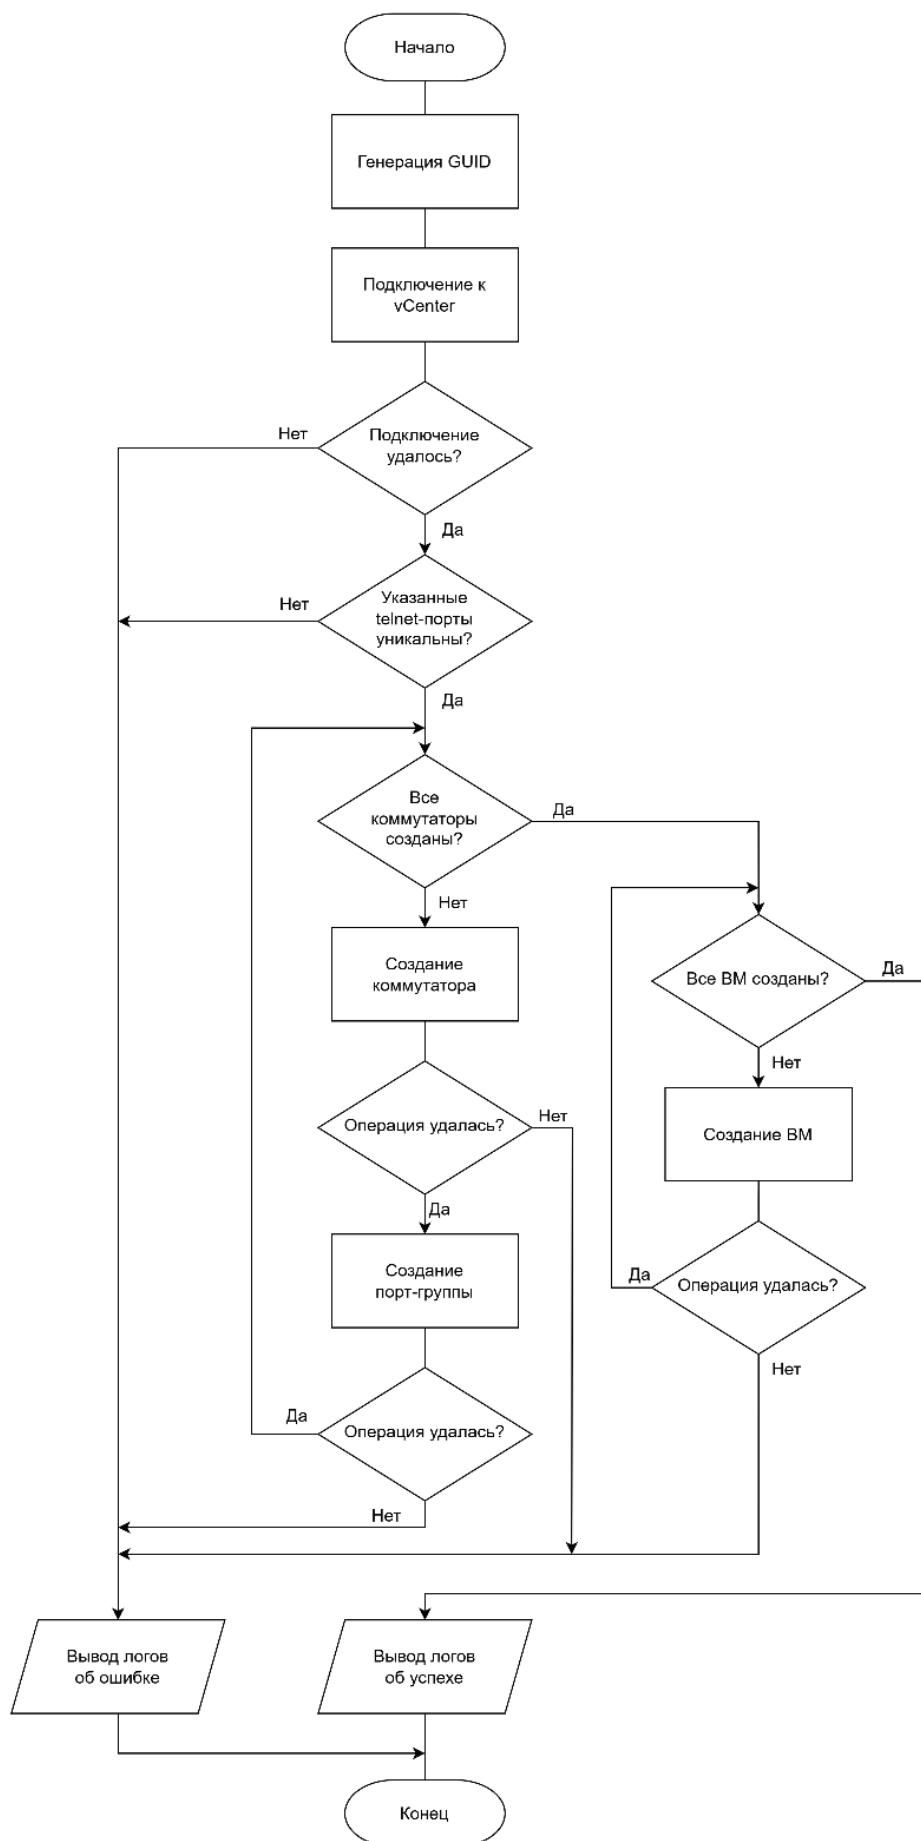 Начало
Генерация GUID
Подключение к
vCenter
Подключение
удалось?
Нет
Да
Указанные
telnet-порты
уникальны?
Нет
Да
Все
коммутаторы
созданы?
Да
Нет
Создание
коммутатора
Все ВМ созданы?
Да
Нет
Операция удалась?
Нет
Создание ВМ
Да
Создание
порт-группы
Да
Операция удалась?
Нет
Да
Операция удалась?
Нет
Вывод логов
об ошибке
Вывод логов
об успехе
Конец